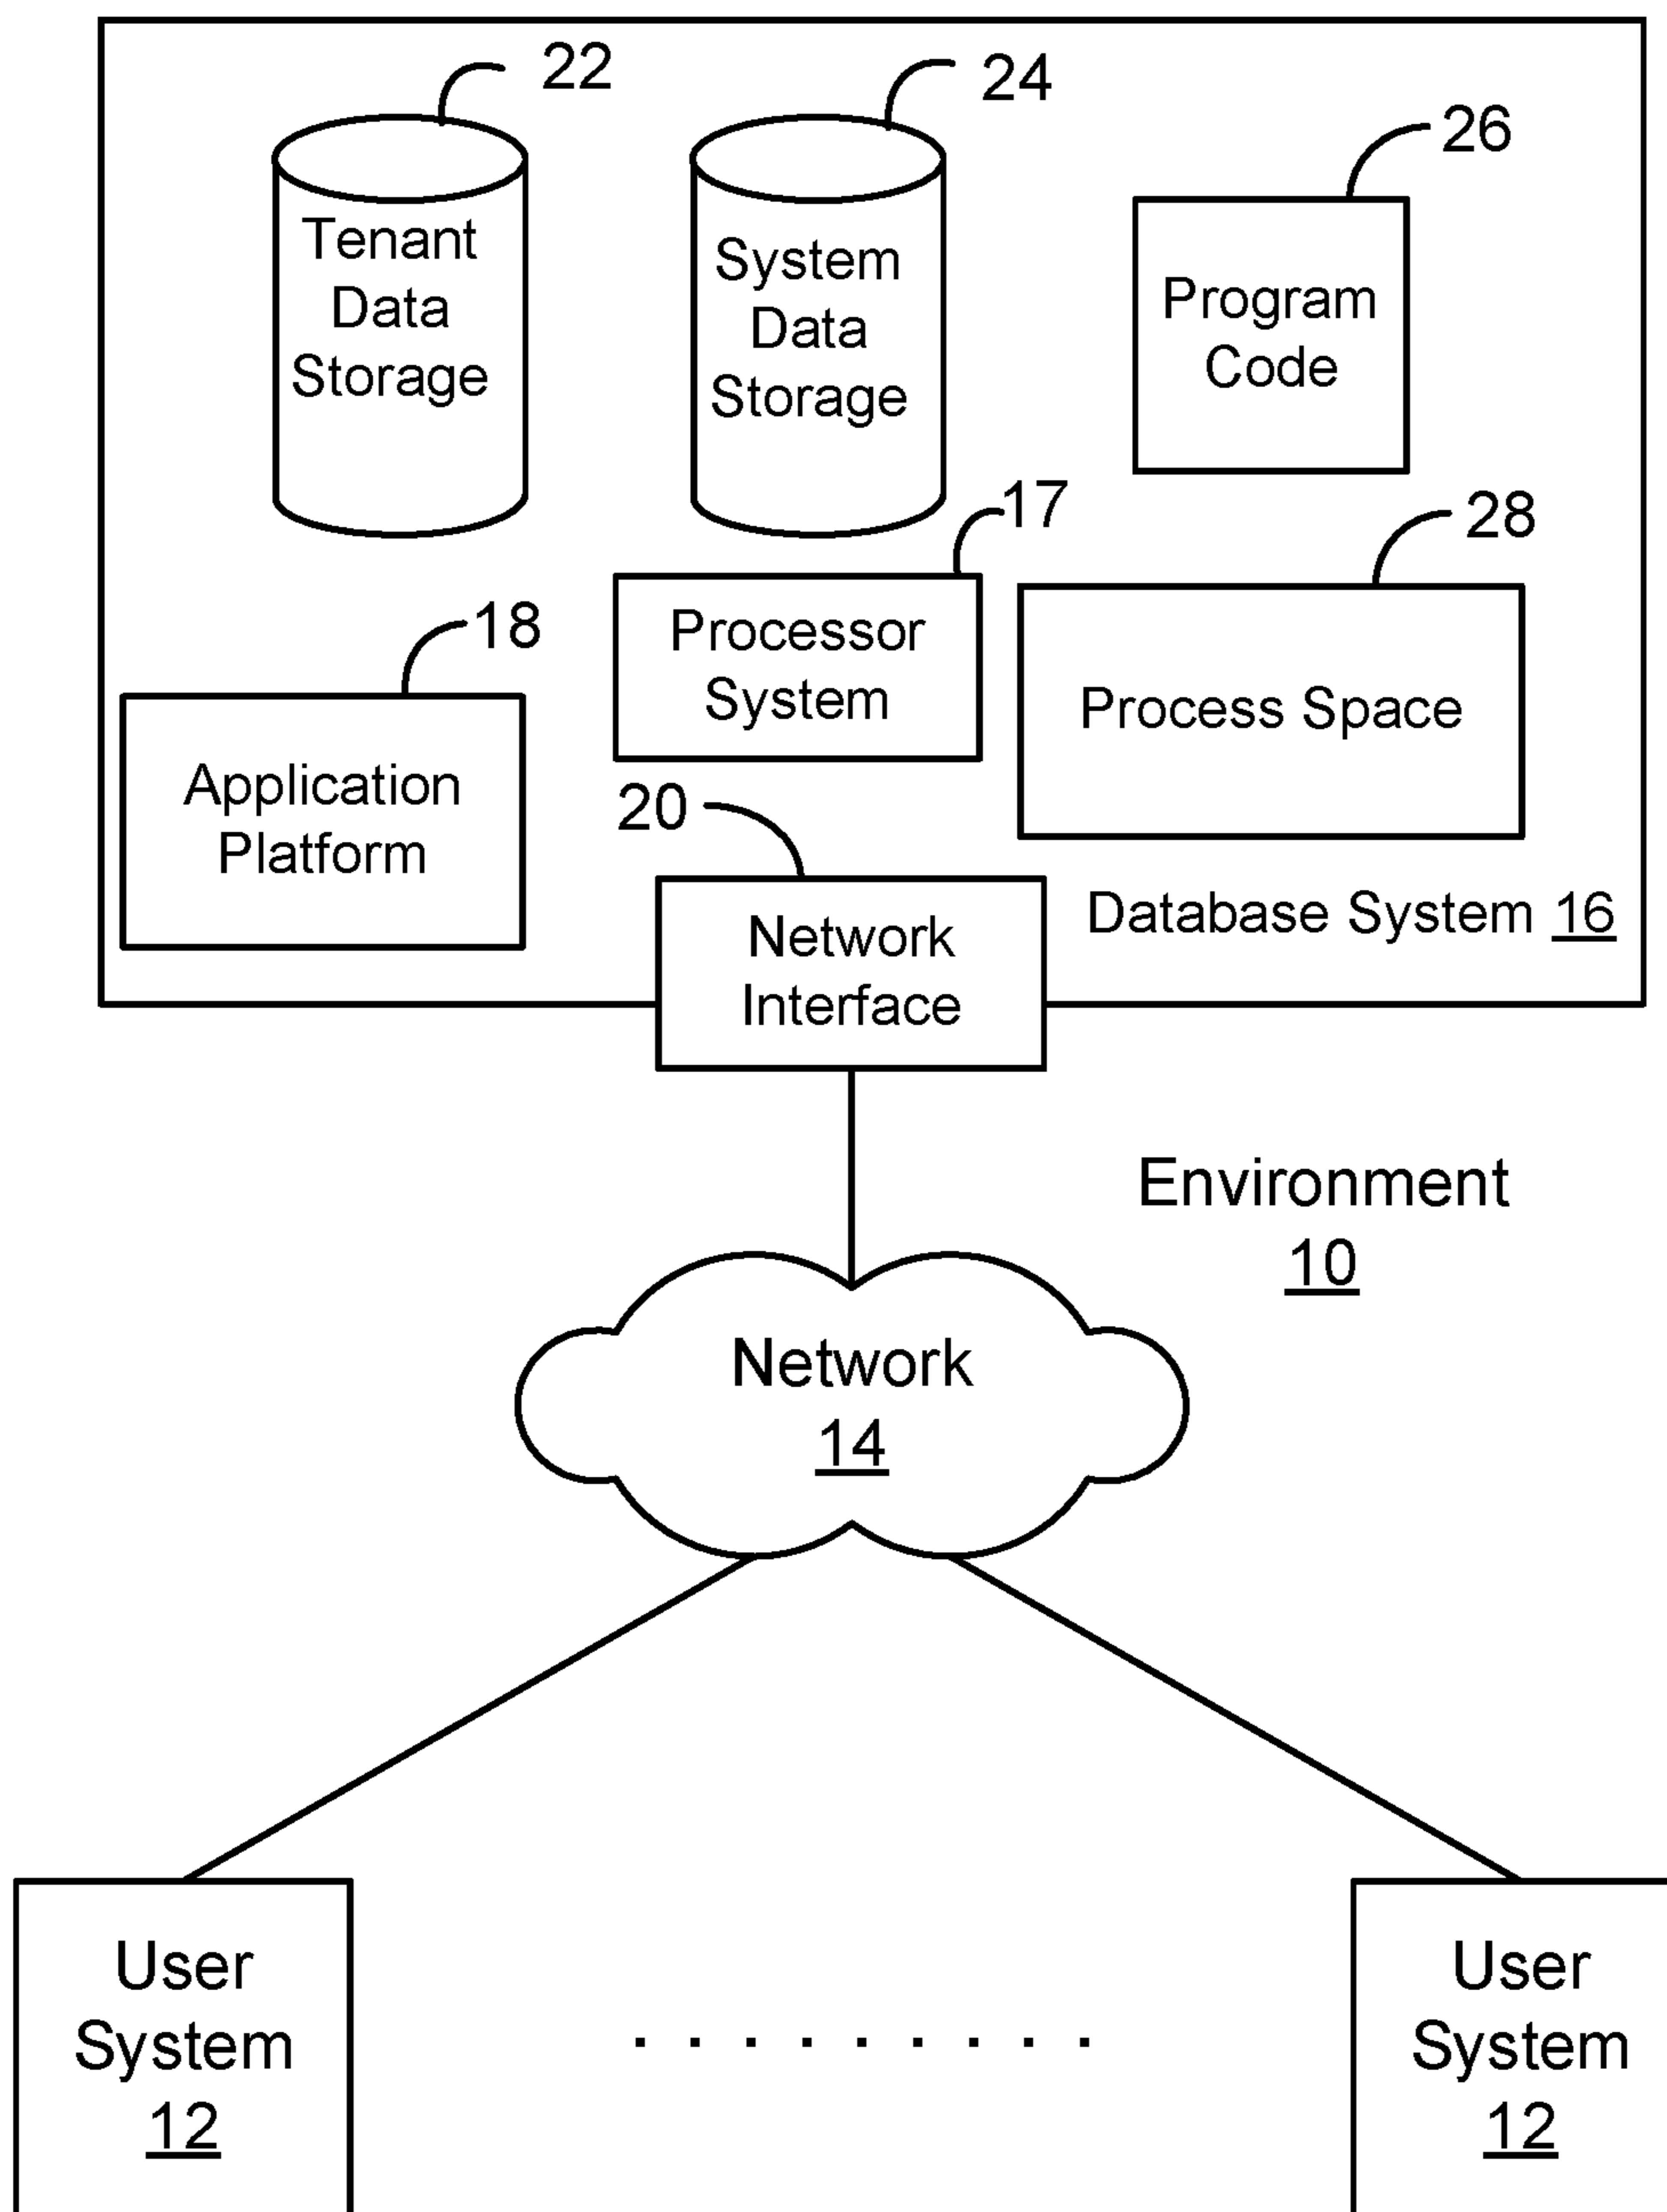 22
24
26
Tenant
Data
Storage
System
Data
Storage
Program
Code
17
28
18
Processor
System
Process Space
Application
Platform
20
Network
Interface
Database System 16
Environment
10
Network
14
User
System
12
. . . . . . . . .
User
System
12